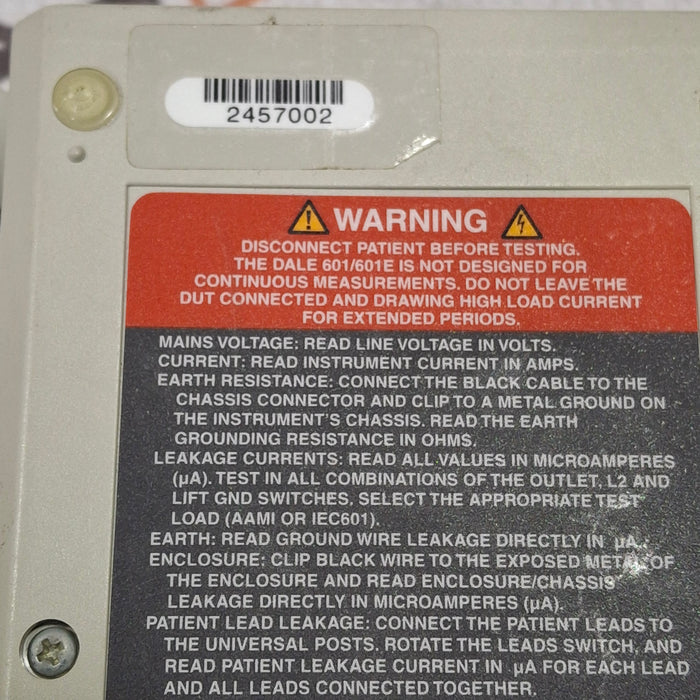 2457002
WARNING
DISCONNECT PATIENT BEFORE TESTING.
THE DALE 601/601E IS NOT DESIGNED FOR
CONTINUOUS MEASUREMENTS. DO NOT LEAVE THE
DUT CONNECTED AND DRAWING HIGH LOAD CURRENT
FOR EXTENDED PERIODS.
MAINS VOLTAGE: READ LINE VOLTAGE IN VOLTS.
CURRENT: READ INSTRUMENT CURRENT IN AMPS.
EARTH RESISTANCE: CONNECT THE BLACK CABLE TO THE
CHASSIS CONNECTOR AND CLIP TO A METAL GROUND ON
THE INSTRUMENT'S CHASSIS. READ THE EARTH
GROUNDING RESISTANCE IN OHMS.
LEAKAGE CURRENTS: READ ALL VALUES IN MICROAMPERES
(µA). TEST IN ALL COMBINATIONS OF THE OUTLET, L2 AND
LIFT GND SWITCHES. SELECT THE APPROPRIATE TEST
LOAD (AAMI OR IEC601).
EARTH: READ GROUND WIRE LEAKAGE DIRECTLY IN µA.
ENCLOSURE: CLIP BLACK WIRE TO THE EXPOSED METAL OF
THE ENCLOSURE AND READ ENCLOSURE/CHASSIS
LEAKAGE DIRECTLY IN MICROAMPERES (µA).
PATIENT LEAD LEAKAGE: CONNECT THE PATIENT LEADS TO
THE UNIVERSAL POSTS. ROTATE THE LEADS SWITCH, AND
READ PATIENT LEAKAGE CURRENT IN µA FOR EACH LEAD
AND ALL LEADS CONNECTED TOGETHER.